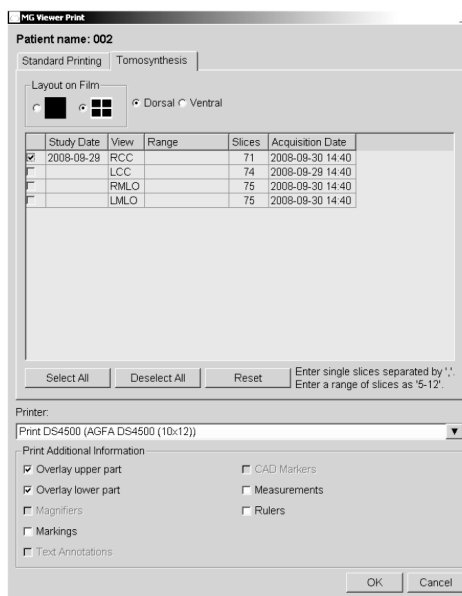 MG Viewer Print
Patient name: 002
Standard Printing Tomosynthesis
Layout on Film
Dorsal Ventral
Study Date View Range Slices Acquisition Date
2008-09-29 RCC 71 2008-09-30 14:40
LCC 74 2008-09-29 14:40
RMLO 75 2008-09-30 14:40
LMLO 75 2008-09-30 14:40
Select All Deselect All Reset Enter single slices separated by ','.
Enter a range of slices as '5-12'.
Printer:
Print DS4500 (AGFA DS4500 (10x12))
Print Additional Information
Overlay upper part CAD Markers
Overlay lower part Measurements
Magnifiers Rulers
Markings
Text Annotations
OK Cancel